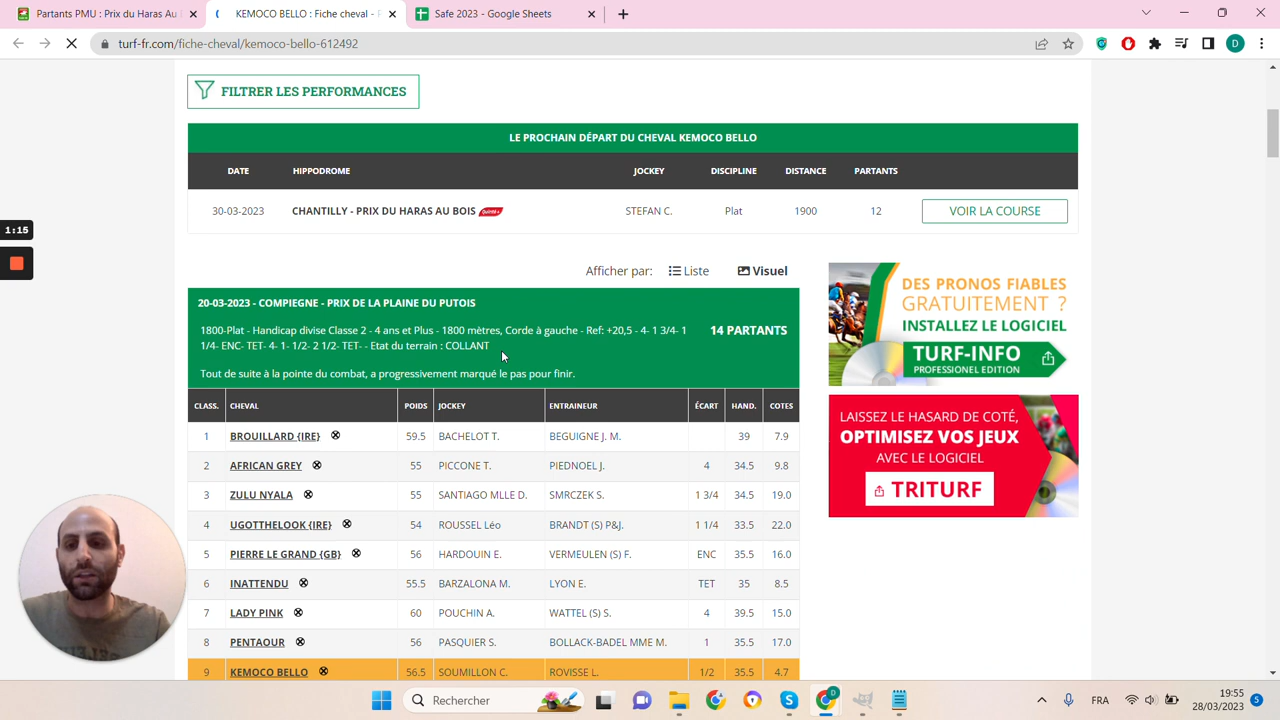 Partants PMU : Prix du Haras Au
KEMOCO BELLO : Fiche cheval -
Safe 2023 - Google Sheets
turf-fr.com/fiche-cheval/kemoco-bello-612492
D
FILTRER LES PERFORMANCES
LE PROCHAIN DÉPART DU CHEVAL KEMOCO BELLO
DATE HIPPODROME JOCKEY DISCIPLINE DISTANCE PARTANTS
30-03-2023 CHANTILLY - PRIX DU HARAS AU BOIS Quinté+ STEFAN C. Plat 1900 12 VOIR LA COURSE
1:15
Afficher par: Liste Visuel
20-03-2023 - COMPIEGNE - PRIX DE LA PLAINE DU PUTOIS
1800-Plat - Handicap divise Classe 2 - 4 ans et Plus - 1800 mètres, Corde à gauche - Ref: +20,5 - 4- 1 3/4- 1
1/4- ENC- TET- 4- 1- 1/2- 2 1/2- TET- - Etat du terrain : COLLANT
14 PARTANTS
Tout de suite à la pointe du combat, a progressivement marqué le pas pour finir.
CLASS. CHEVAL POIDS JOCKEY ENTRAINEUR ÉCART HAND. COTES
1 BROUILLARD {IRE} 59.5 BACHELOT T. BEGUIGNE J. M. 39 7.9
2 AFRICAN GREY 55 PICCONE T. PIEDNOEL J. 4 34.5 9.8
3 ZULU NYALA 55 SANTIAGO MLLE D. SMRCZEK S. 1 3/4 34.5 19.0
4 UGOTTHELOOK {IRE} 54 ROUSSEL Léo BRANDT (S) P&J. 1 1/4 33.5 22.0
5 PIERRE LE GRAND {GB} 56 HARDOUIN E. VERMEULEN (S) F. ENC 35.5 16.0
6 INATTENDU 55.5 BARZALONA M. LYON E. TET 35 8.5
7 LADY PINK 60 POUCHIN A. WATTEL (S) S. 4 39.5 15.0
8 PENTAOUR 56 PASQUIER S. BOLLACK-BADEL MME M. 1 35.5 17.0
9 KEMOCO BELLO 56.5 SOUMILLON C. ROVISSE L. 1/2 35.5 4.7
DES PRONOS FIABLES
GRATUITEMENT ?
INSTALLEZ LE LOGICIEL
TURF-INFO
PROFESSIONEL EDITION
LAISSEZ LE HASARD DE COTÉ,
OPTIMISEZ VOS JEUX
AVEC LE LOGICIEL
TRITURF
Rechercher
FRA
19:55
28/03/2023
5